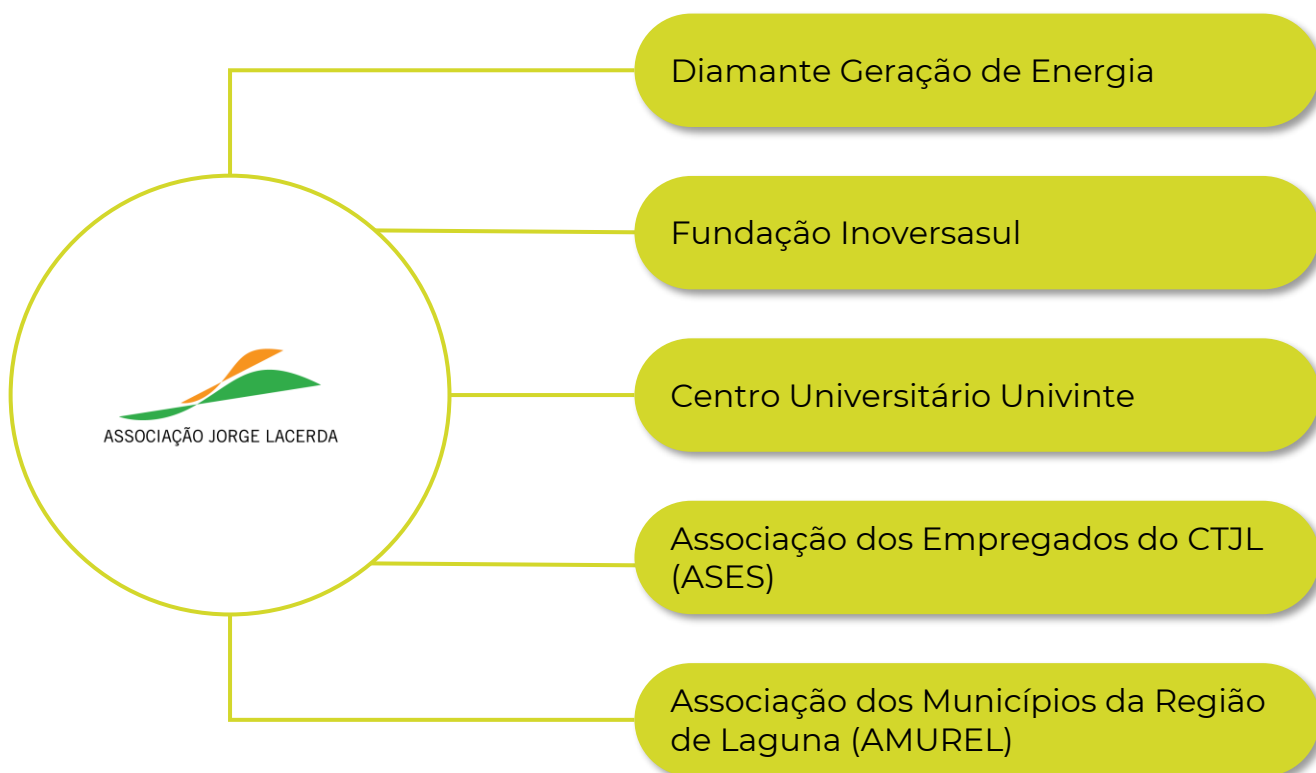 Diamante Geração de Energia
Fundação Inoversasul
ASSOCIAÇÃO JORGE LACERDA
Centro Universitário Univinte
Associação dos Empregados do CTJL
(ASES)
Associação dos Municípios da Região
de Laguna (AMUREL)